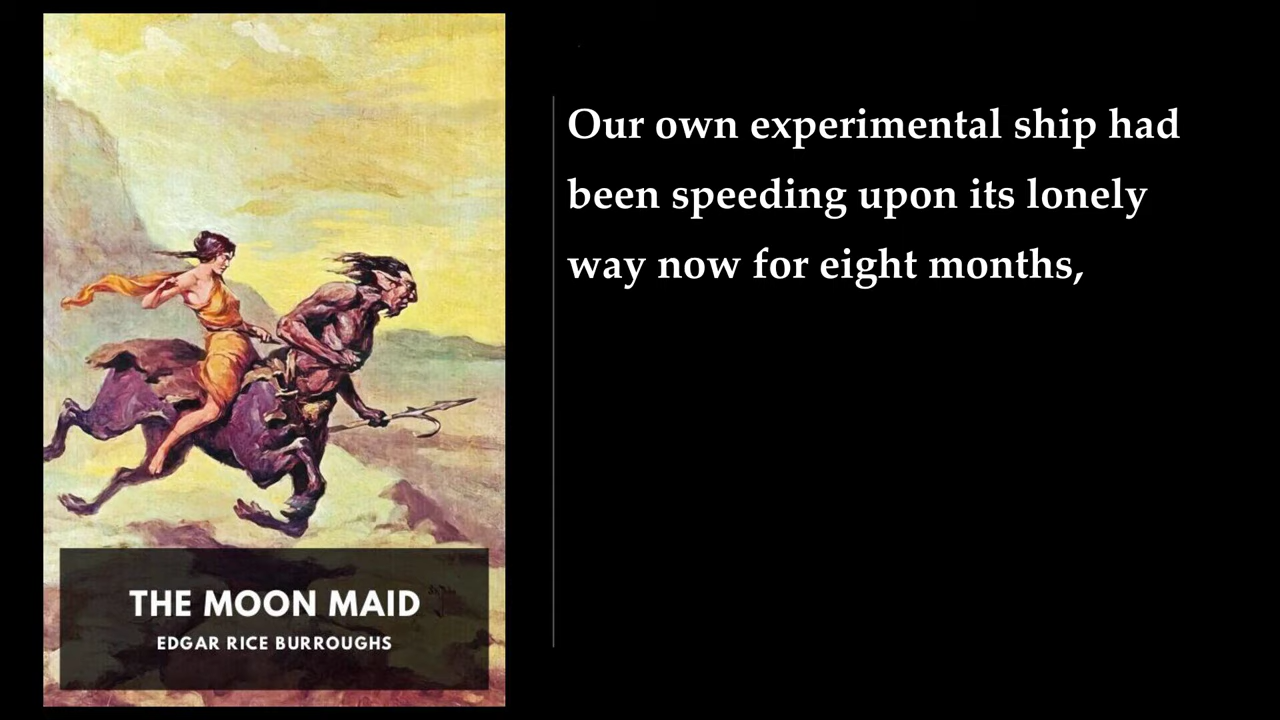 Our own experimental ship had
been speeding upon its lonely
way now for eight months,
THE MOON MAID
EDGAR RICE BURROUGHS